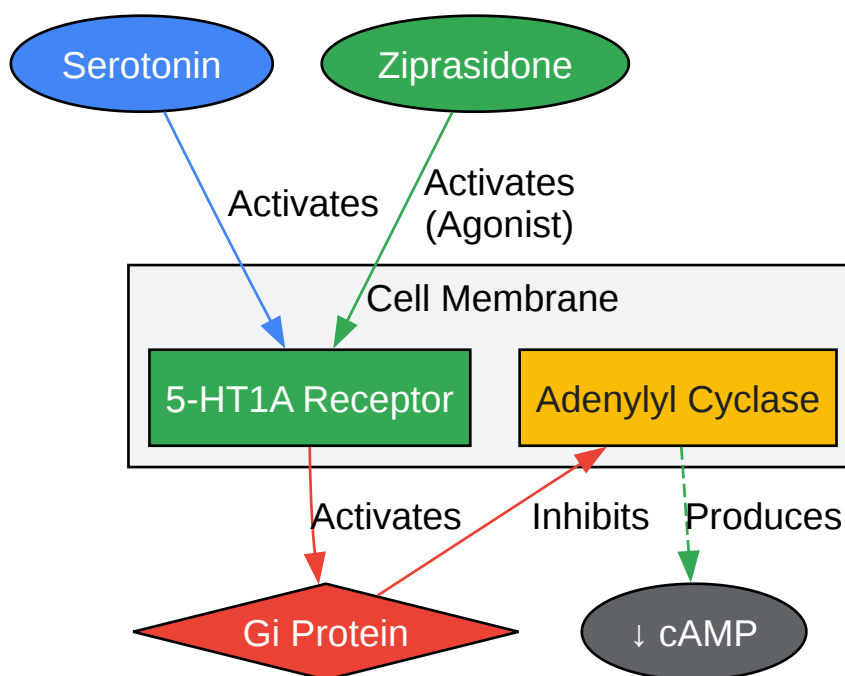 Serotonin
Ziprasidone
Activates
Activates
(Agonist)
Cell Membrane
5-HT1A Receptor
Adenylyl Cyclase
Activates
Inhibits
Produces
Gi Protein
↓ cAMP